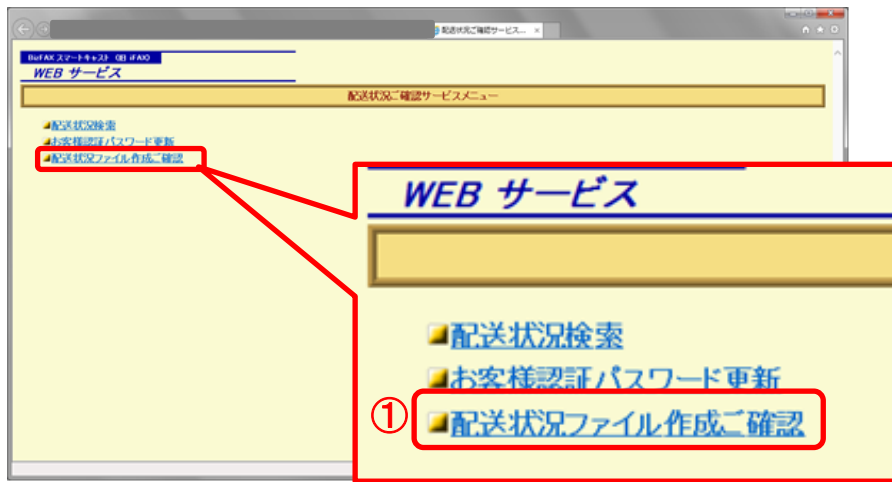 配送状況ご確認サービス... ×
BizFAX スマートキャスト (旧 iFAX)
WEB サービス
配送状況ご確認サービスメニュー
配送状況検索
お客様認証パスワード更新
配送状況ファイル作成ご確認
WEB サービス
配送状況検索
お客様認証パスワード更新
① 配送状況ファイル作成ご確認